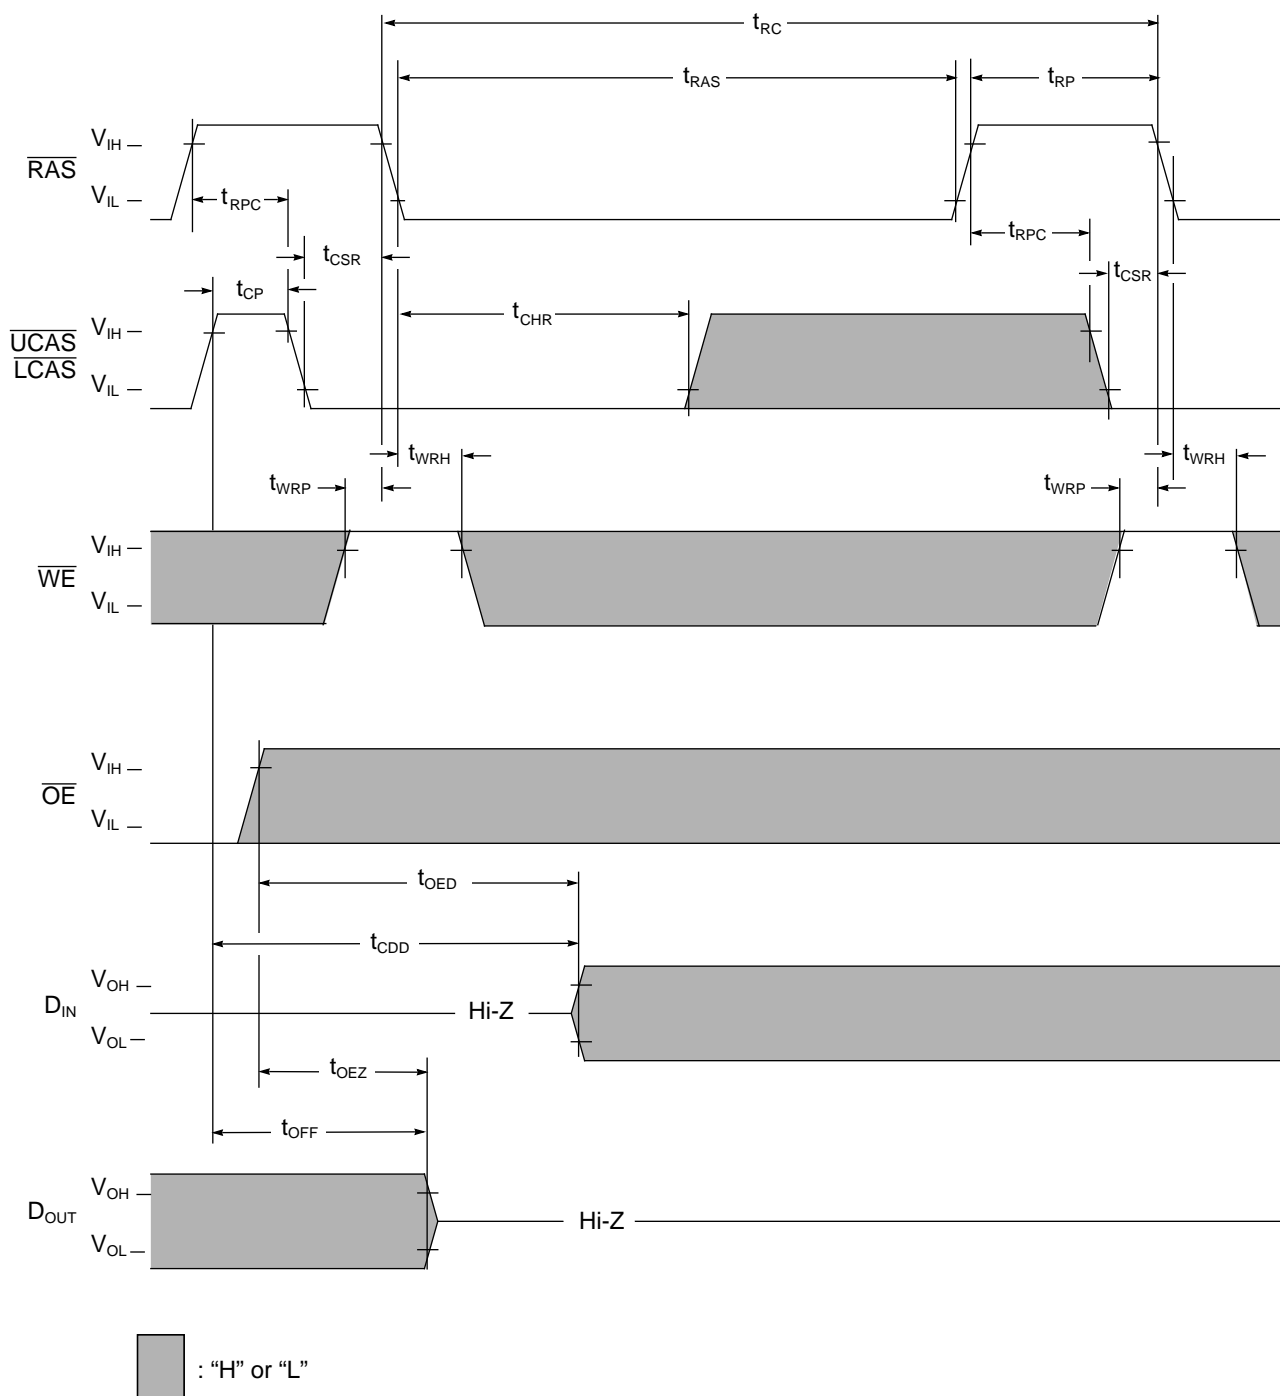 tRC
tRAS
tRP
RAS
VIH
VIL
tRPC
tCSR
tRPC
tCSR
tCP
tCHR
UCAS
LCAS
VIH
VIL
tWRH
tWRP
tWRH
tWRP
WE
VIH
VIL
OE
VIH
VIL
tOED
tCDD
DIN
VOH
VOL
Hi-Z
tOEZ
tOFF
DOUT
VOH
VOL
Hi-Z
: “H” or “L”